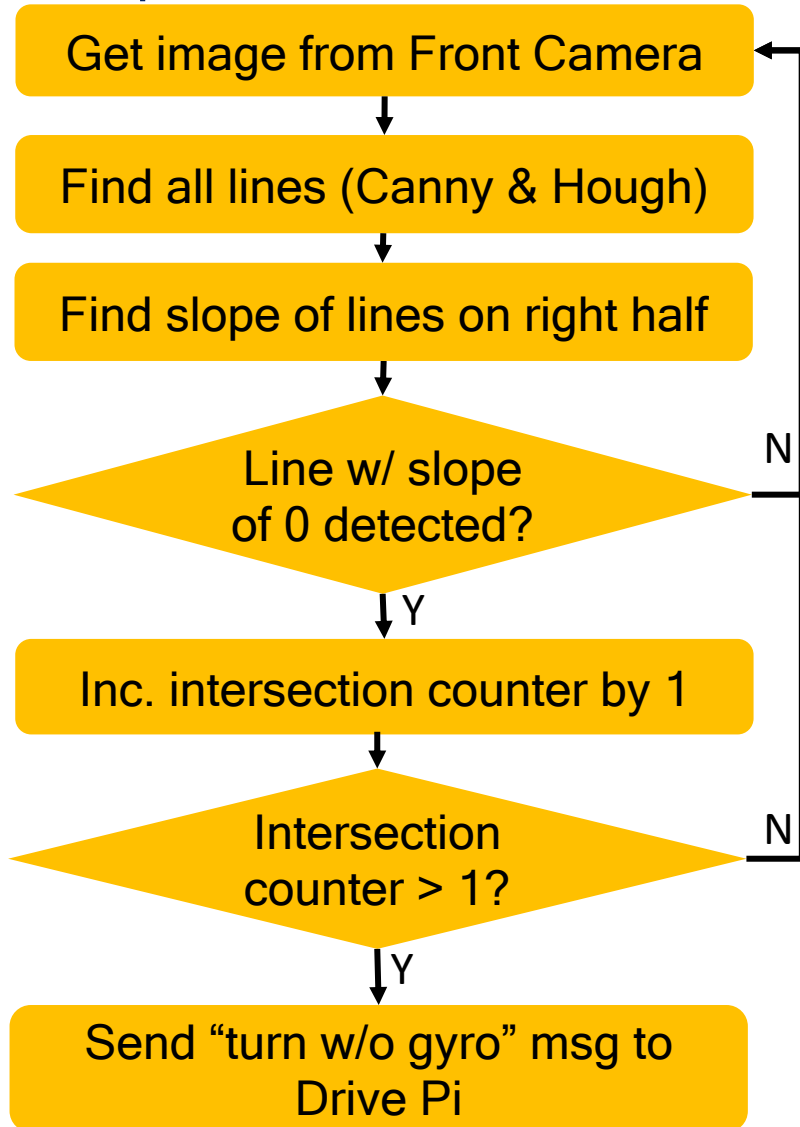 Get image from Front Camera
Find all lines (Canny & Hough)
Find slope of lines on right half
Line w/ slope
of 0 detected?
N
Y
Inc. intersection counter by 1
Intersection
counter > 1?
N
Y
Send “turn w/o gyro” msg to
Drive Pi